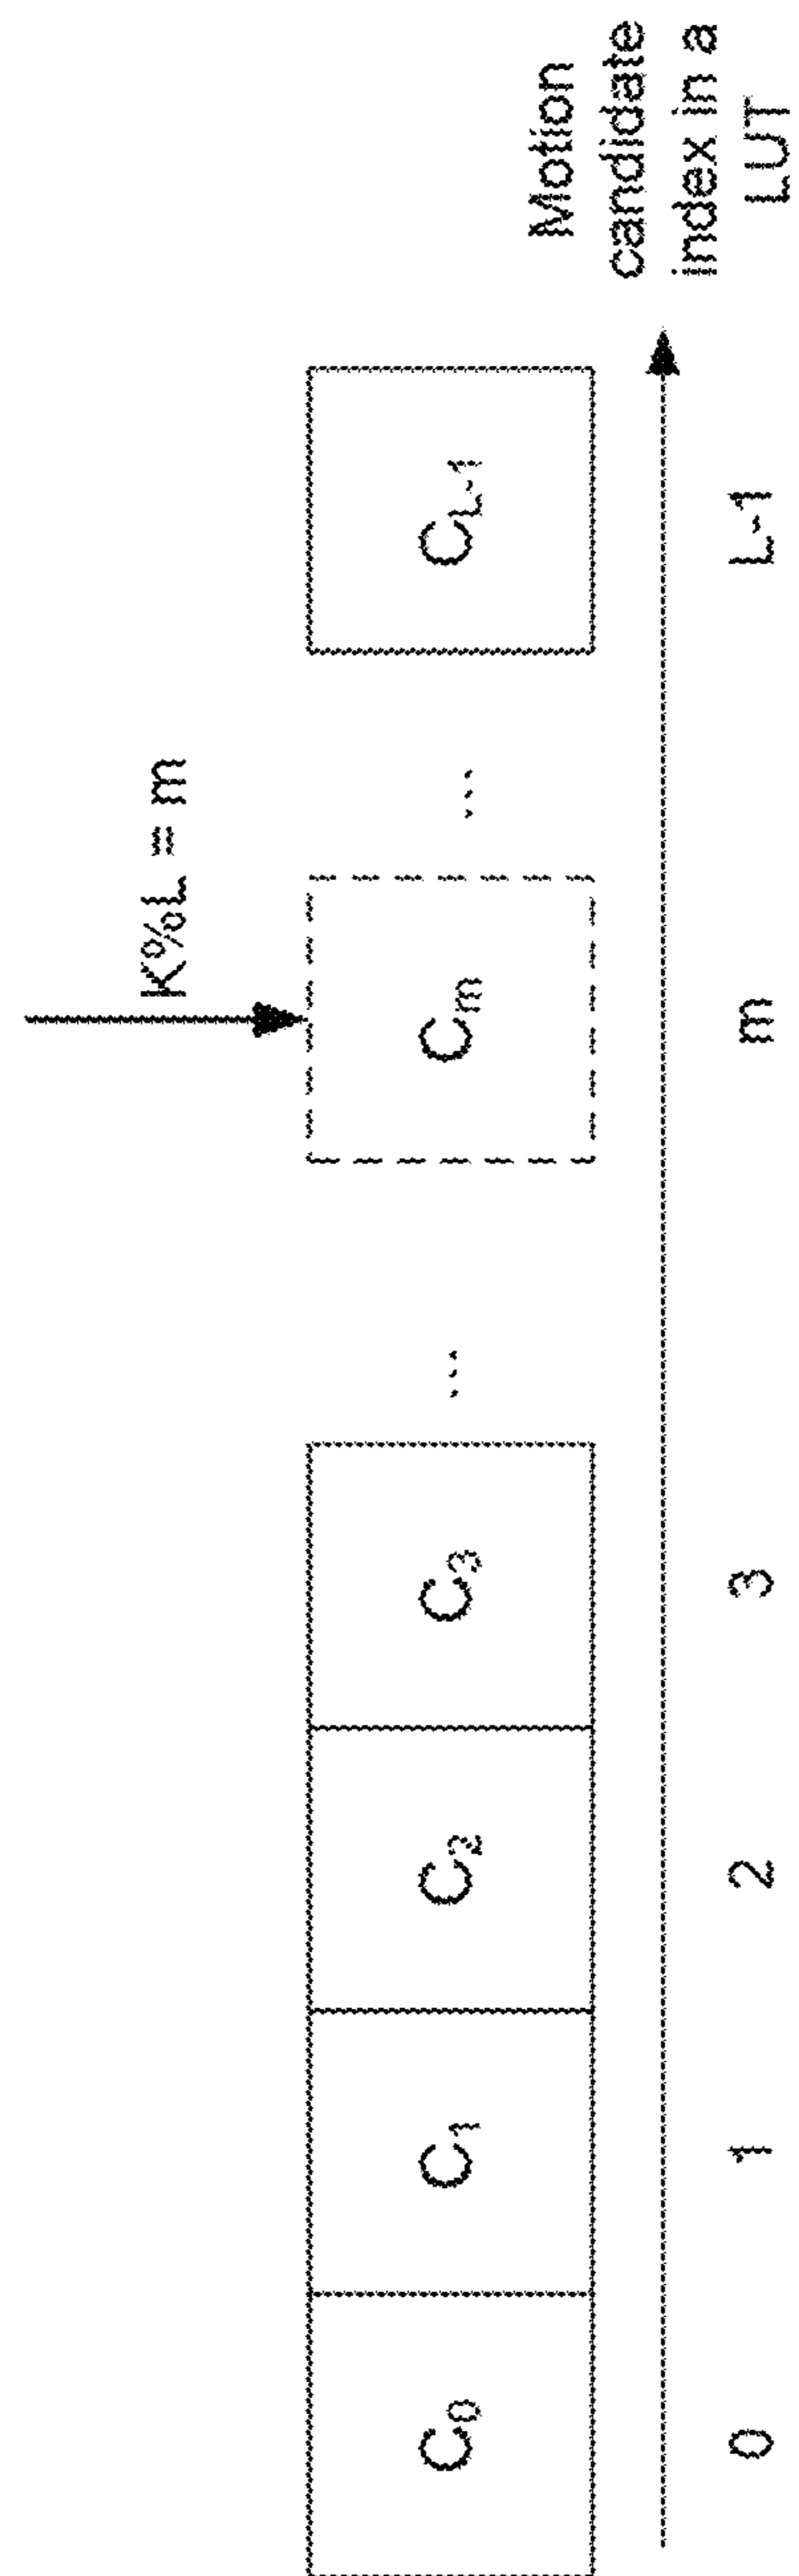 K%L = m
C0
C1
C2
C3
...
Cm
...
CL-1
0
1
2
3
m
L-1
Motion
candidate
index in a
LUT